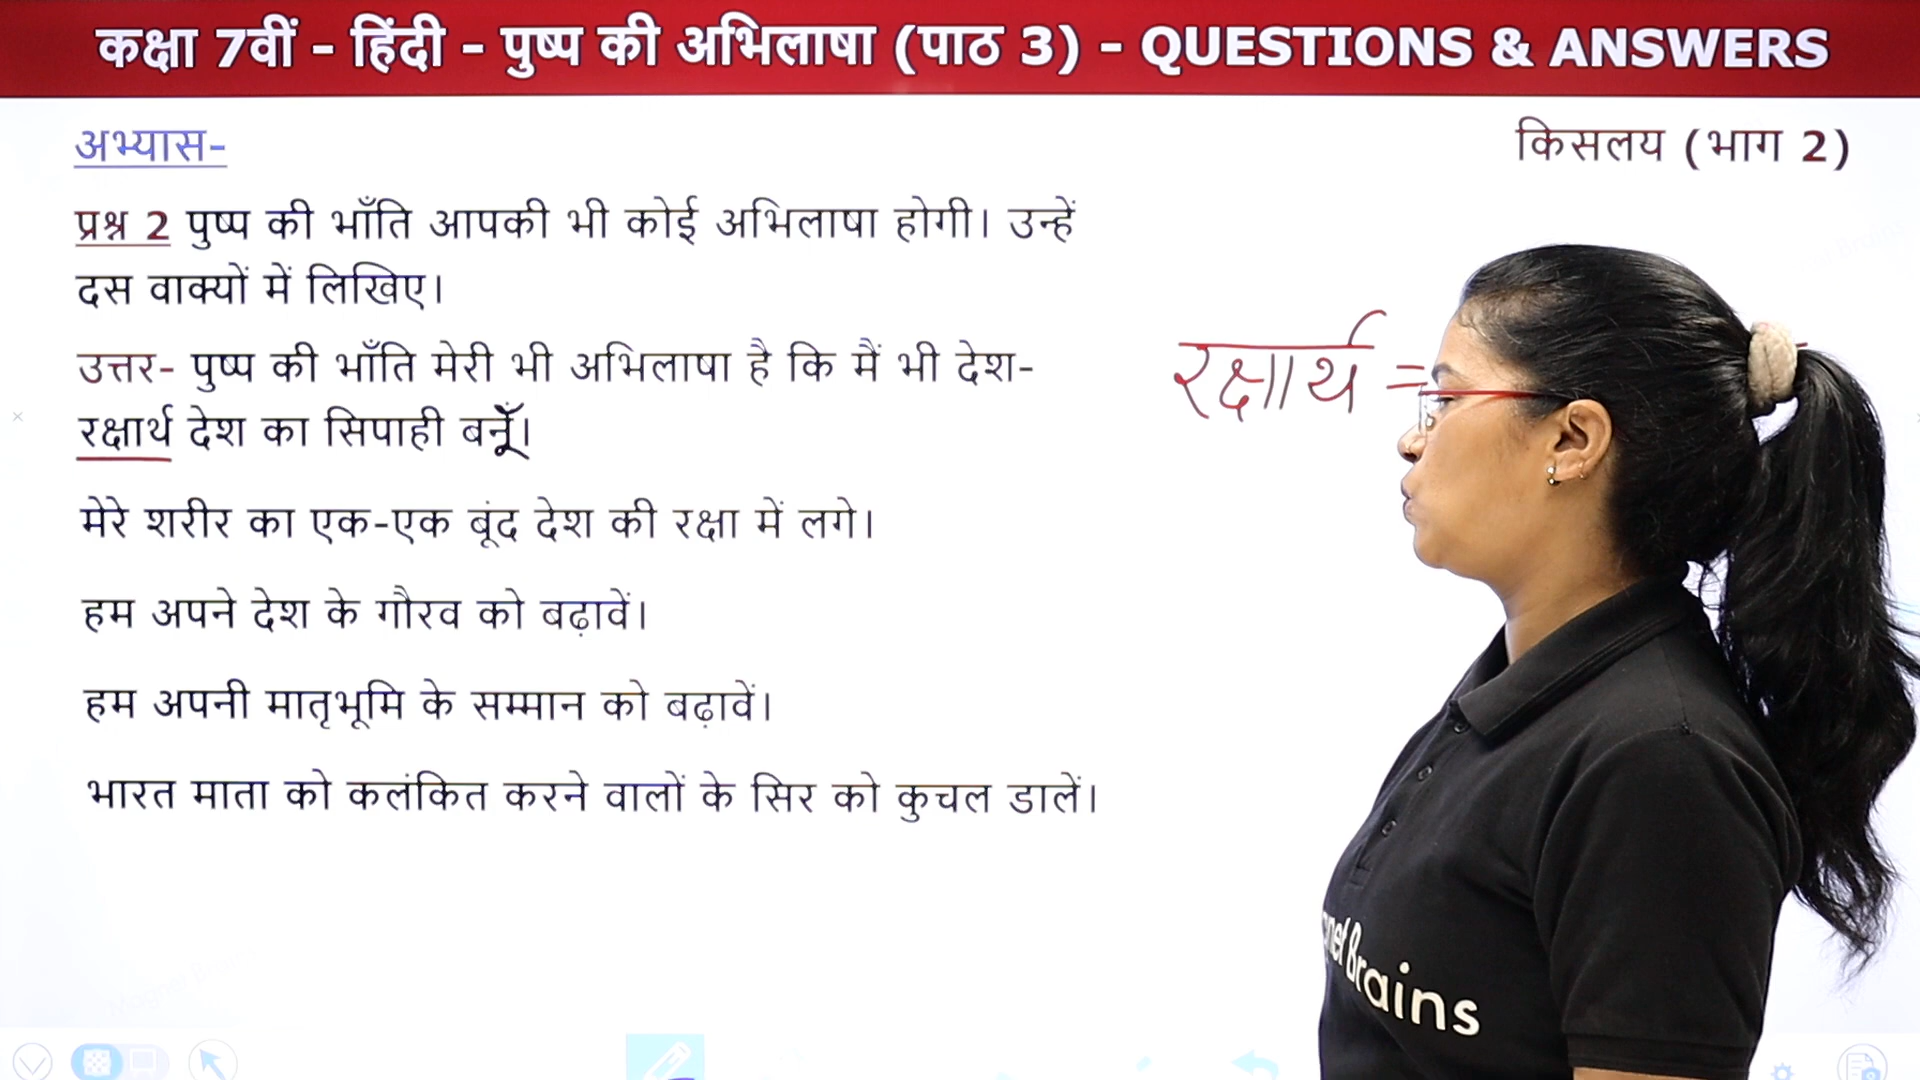 कक्षा 7वीं - हिंदी - पुष्प की अभिलाषा (पाठ 3) - QUESTIONS & ANSWERS
अभ्यास-
किसलय (भाग 2)
प्रश्न 2 पुष्प की भाँति आपकी भी कोई अभिलाषा होगी। उन्हें
दस वाक्यों में लिखिए।
उत्तर- पुष्प की भाँति मेरी भी अभिलाषा है कि मैं भी देश-
रक्षार्थ देश का सिपाही बनूँ।
रक्षार्थ =
मेरे शरीर का एक-एक बूंद देश की रक्षा में लगे।
हम अपने देश के गौरव को बढ़ावें।
हम अपनी मातृभूमि के सम्मान को बढ़ावें।
भारत माता को कलंकित करने वालों के सिर को कुचल डालें।
Brains